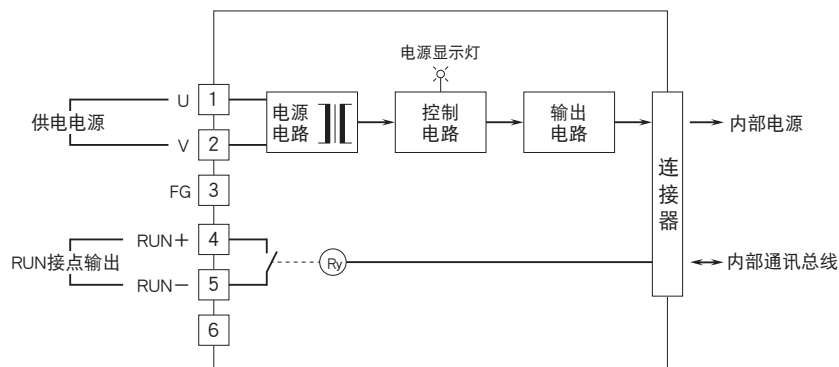 电源显示灯
供电电源
U
1
V
2
电源
电路
控制
电路
输出
电路
连接器
内部电源
FG
3
RUN接点输出
RUN+
4
RUN-
5
Ry
内部通讯总线
6